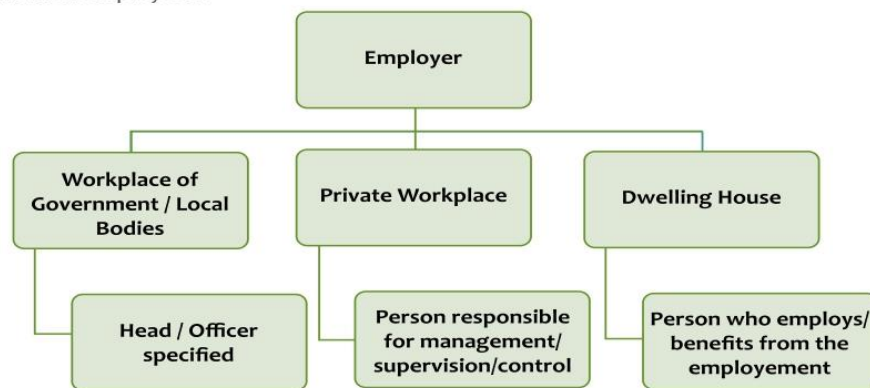 Employer
Workplace of
Government / Local
Bodies
Private Workplace
Dwelling House
Head / Officer
specified
Person responsible
for management/
supervision/control
Person who employs/
benefits from the
employement